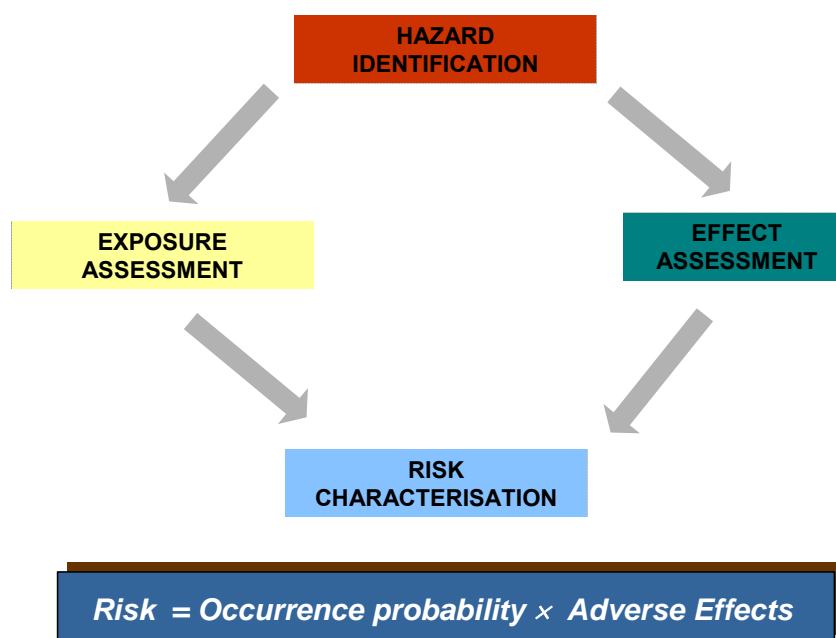 HAZARD
IDENTIFICATION
EXPOSURE
ASSESSMENT
EFFECT
ASSESSMENT
RISK
CHARACTERISATION
Risk = Occurrence probability × Adverse Effects